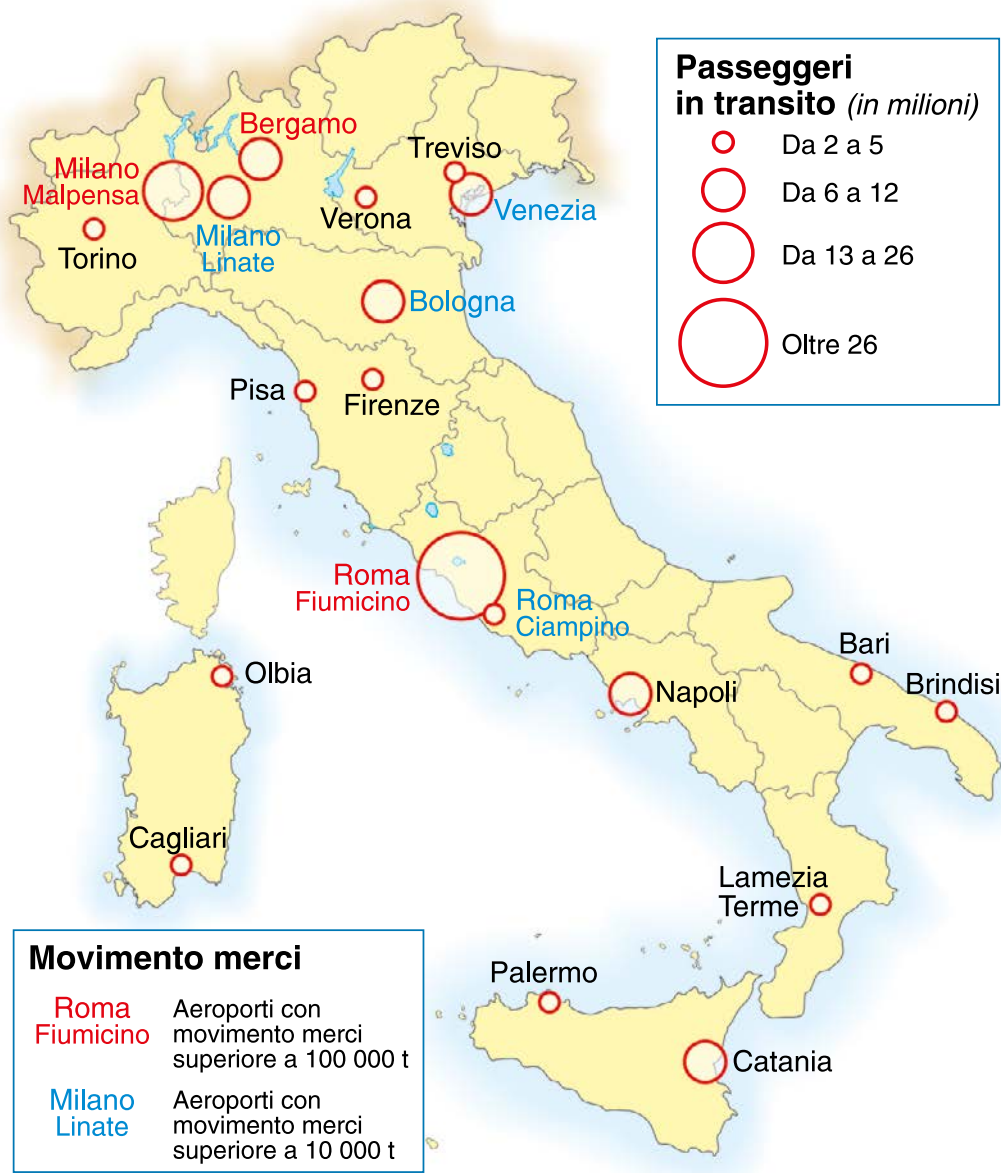 Passeggeri
in transito (in milioni)
Da 2 a 5
Da 6 a 12
Da 13 a 26
Oltre 26
Bergamo
Treviso
Milano
Malpensa
Verona
Venezia
Torino
Milano
Linate
Bologna
Pisa
Firenze
Roma
Fiumicino
Roma
Ciampino
Bari
Olbia
Napoli
Brindisi
Cagliari
Lamezia
Terme
Palermo
Catania
Movimento merci
Roma
Fiumicino
Aeroporti con
movimento merci
superiore a 100 000 t
Milano
Linate
Aeroporti con
movimento merci
superiore a 10 000 t